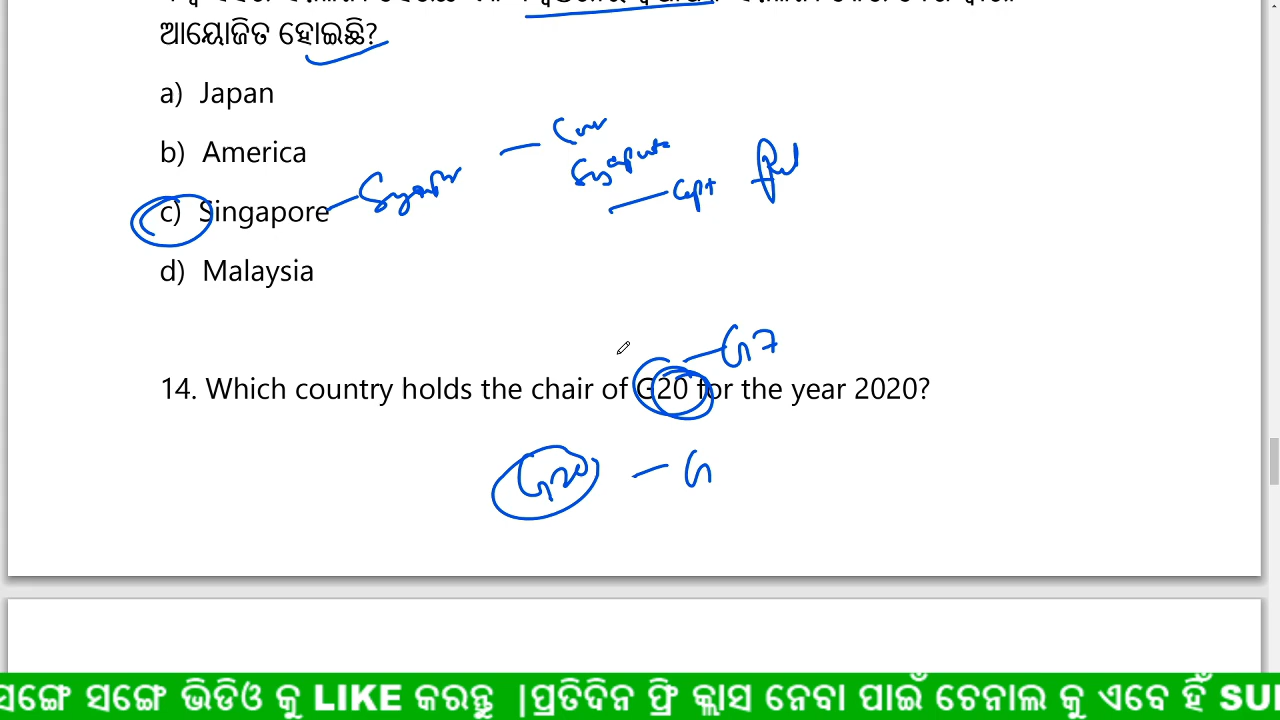 ଆୟୋଜିତ ହୋଇଛି?
a) Japan
b) America
c) Singapore
d) Malaysia
G7
14. Which country holds the chair of G20 for the year 2020?
G20 — G
ସଙ୍ଗେ ସଙ୍ଗେ ଭିଡିଓ କୁ LIKE କରନ୍ତୁ |ପ୍ରତିଦିନ ଫ୍ରି କ୍ଲାସ ନେବା ପାଇଁ ଚେନାଲ କୁ ଏବେ ହିଁ SU